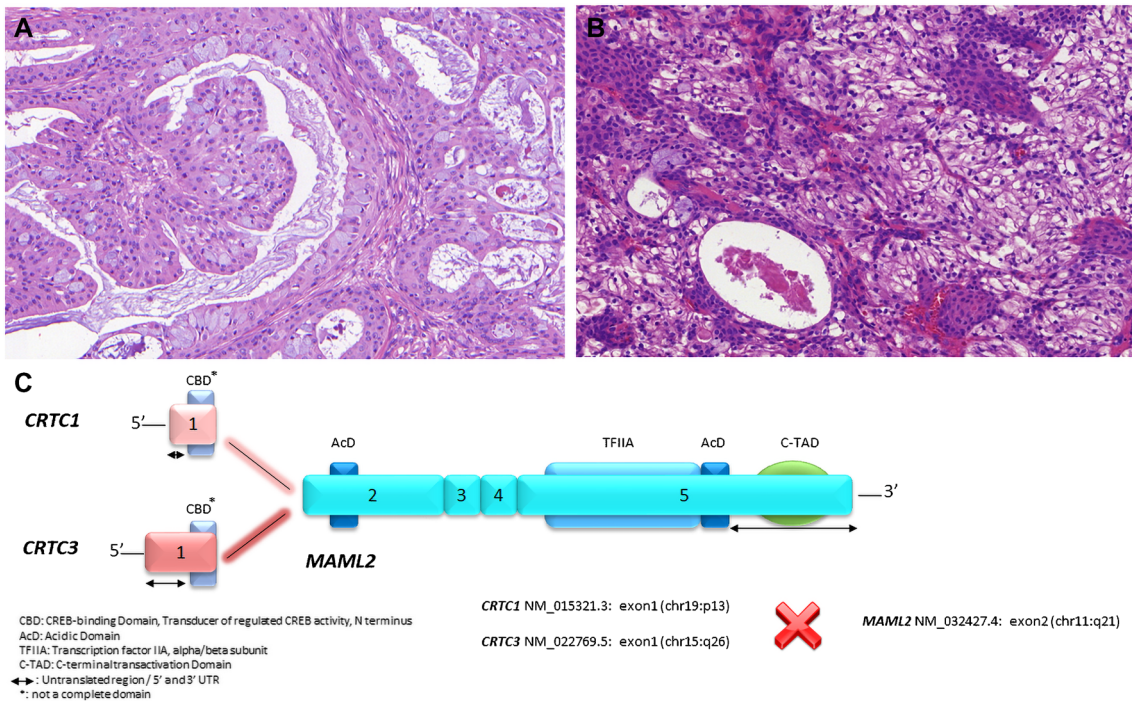 A
B
C
CBD*
CRTC1
5’
1
AcD
TFIIA
AcD
C-TAD
2
3
4
5
3’
CBD*
CRTC3
5’
1
MAML2
CRTC1 NM_015321.3: exon1 (chr19:p13)
CRTC3 NM_022769.5: exon1 (chr15:q26)
MAML2 NM_032427.4: exon2 (chr11:q21)
CBD: CREB-binding Domain, Transducer of regulated CREB activity, N terminus
AcD: Acidic Domain
TFIIA: Transcription factor IIA, alpha/beta subunit
C-TAD: C-terminal transactivation Domain
: Untranslated region / 5’ and 3’ UTR
*: not a complete domain